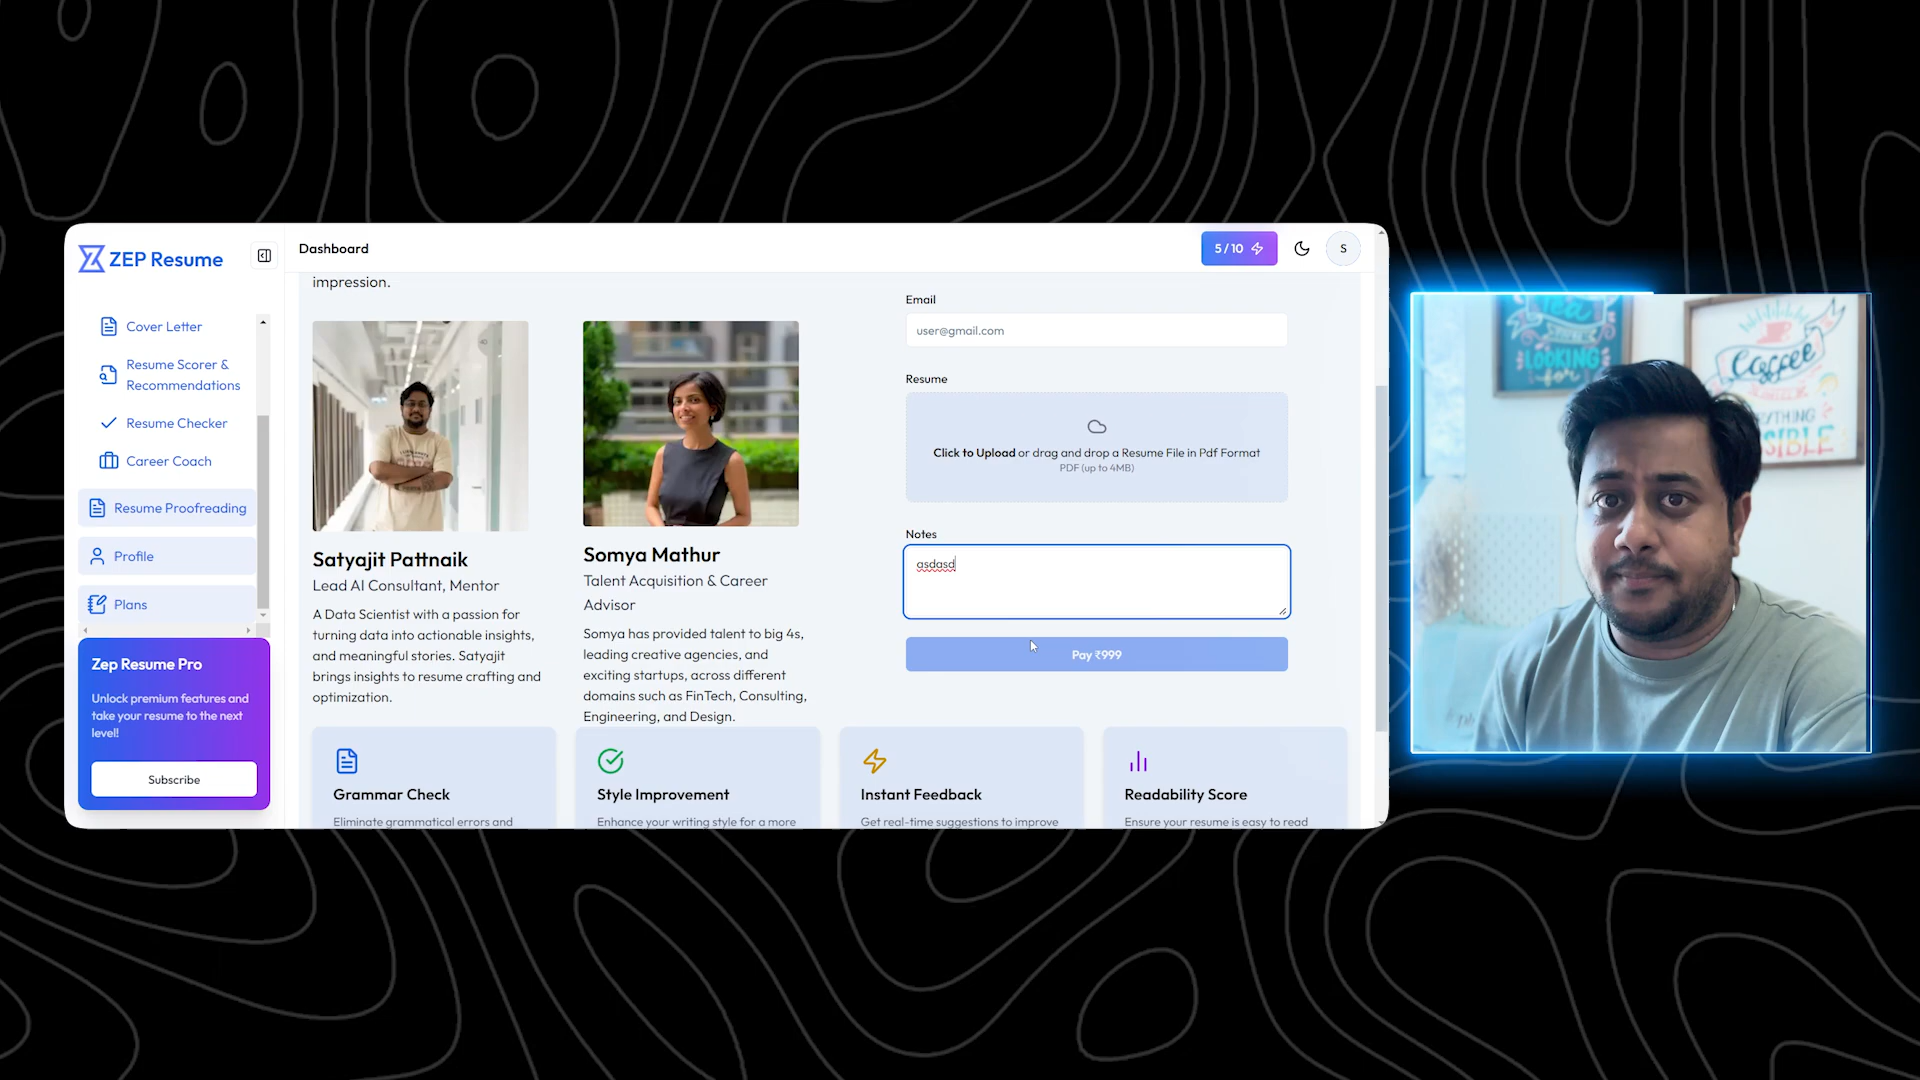 ZEP Resume
Dashboard
5 / 10
S
Cover Letter
Resume Scorer &
Recommendations
Resume Checker
Career Coach
Resume Proofreading
Profile
Plans
Zep Resume Pro
Unlock premium features and
take your resume to the next
level!
Subscribe
impression.
Satyajit Pattnaik
Lead AI Consultant, Mentor
A Data Scientist with a passion for
turning data into actionable insights,
and meaningful stories. Satyajit
brings insights to resume crafting and
optimization.
Somya Mathur
Talent Acquisition & Career
Advisor
Somya has provided talent to big 4s,
leading creative agencies, and
exciting startups, across different
domains such as FinTech, Consulting,
Engineering, and Design.
Email
user@gmail.com
Resume
Click to Upload or drag and drop a Resume File in Pdf Format
PDF (up to 4MB)
Notes
asdasd
Pay ₹999
Grammar Check
Eliminate grammatical errors and
Style Improvement
Enhance your writing style for a more
Instant Feedback
Get real-time suggestions to improve
Readability Score
Ensure your resume is easy to read
Tea
LOOKING
for
Coffee